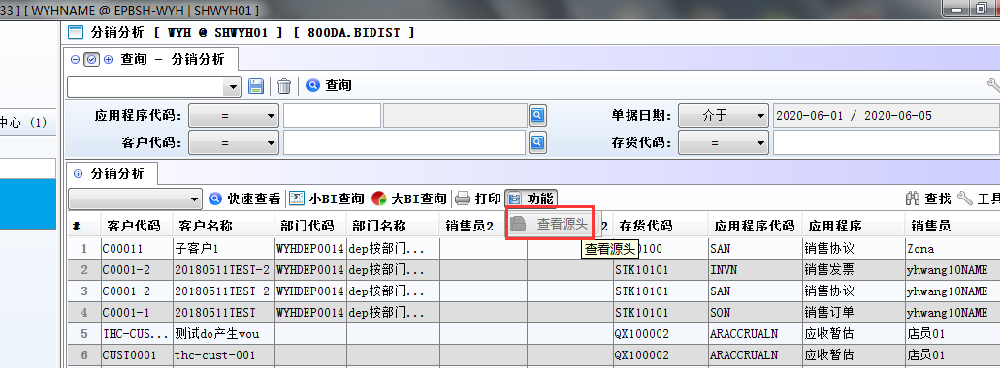 33 ] [ WYHNAME @ EPBSH-WYH | SHWYH01 ]
分销分析 [ WYH @ SHWYH01 ] [ 800DA.BIDIST ]
查询 - 分销分析
查询
应用程序代码： = 单据日期： 介于 2020-06-01 / 2020-06-05
中心 (1)
客户代码： = 存货代码： =
分销分析
快速查看 小BI查询 大BI查询 打印 功能 查找 工具
查看源头
# 客户代码 客户名称 部门代码 部门名称 销售员2 2 存货代码 应用程序代码 应用程序 销售员
查看源头
1 C00011 子客户1 WYHDEP0014 dep按部门... 0100 SAN 销售协议 Zona
2 C0001-2 20180511TEST-2 WYHDEP0014 dep按部门... STK10101 INVN 销售发票 yhwang10NAME
3 C0001-2 20180511TEST-2 WYHDEP0014 dep按部门... STK10101 SAN 销售协议 yhwang10NAME
4 C0001-1 20180511TEST WYHDEP0014 dep按部门... STK10101 SON 销售订单 yhwang10NAME
5 THC-CUS... 测试do产生vou QX100002 ARACCRUALN 应收暂估 店员01
6 CUST0001 thc-cust-001 QX100002 ARACCRUALN 应收暂估 店员01